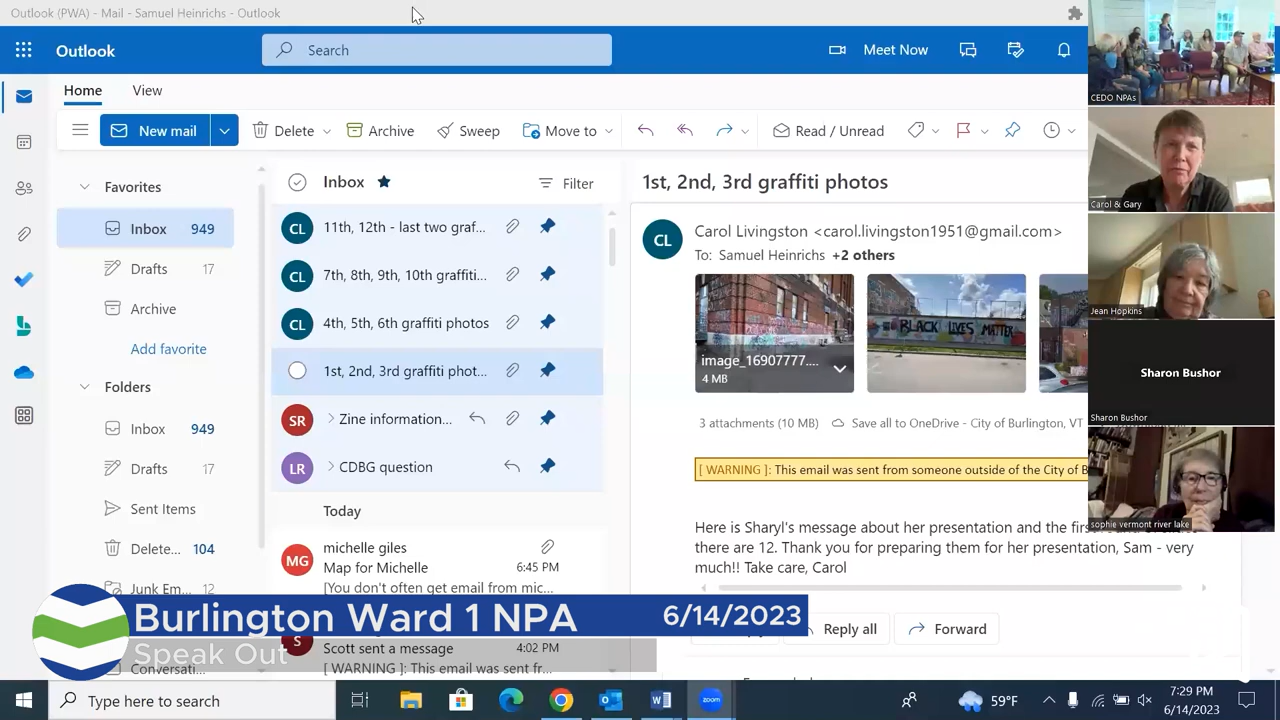 Outlook (PWA) - Mail - Samuel Heinrichs - Outlook
Outlook
Search
Meet Now
Home
View
New mail
Delete
Archive
Sweep
Move to
Read / Unread
Favorites
Inbox 949
Drafts 17
Archive
Add favorite
Folders
Inbox 949
Drafts 17
Sent Items
Delete... 104
Junk Em... 12
Conversati...
Inbox
Filter
CL
11th, 12th - last two graf...
CL
7th, 8th, 9th, 10th graffiti...
CL
4th, 5th, 6th graffiti photos
1st, 2nd, 3rd graffiti phot...
SR
Zine information...
LR
CDBG question
Today
MG
michelle giles
Map for Michelle 6:45 PM
[You don't often get email from mic...
S
Scott sent a message 4:02 PM
[ WARNING ]: This email was sent fr...
1st, 2nd, 3rd graffiti photos
CL
Carol Livingston <carol.livingston1951@gmail.com>
To: Samuel Heinrichs +2 others
image_16907777....
4 MB
BLACK LIVES MATTER
3 attachments (10 MB)
Save all to OneDrive - City of Burlington, VT
[ WARNING ]: This email was sent from someone outside of the City of B
Here is Sharyl's message about her presentation and the
there are 12. Thank you for preparing them for her presentation, Sam - very
much!! Take care, Carol
Reply all
Forward
CEDO NPAs
Carol & Gary
Jean Hopkins
Sharon Bushor
Sharon Bushor
sophie vermont river lake
Burlington Ward 1 NPA 6/14/2023
Speak Out
Type here to search
zoom
59°F
7:29 PM
6/14/2023